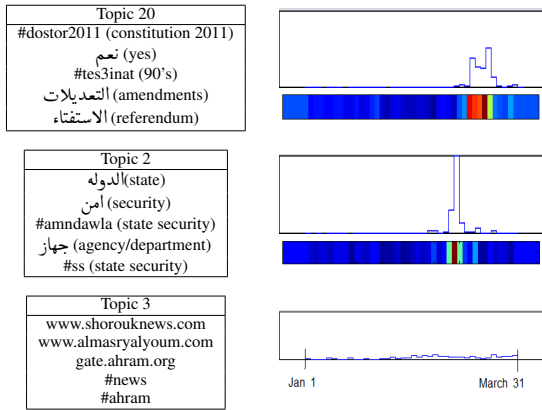 Topic 20
#dostor2011 (constitution 2011)
نعم (yes)
#tes3inat (90's)
التعديلات (amendments)
الاستفتاء (referendum)
Topic 2
الدوله(state)
امن (security)
#amndawla (state security)
جهاز (agency/department)
#ss (state security)
Topic 3
www.shorouknews.com
www.almasryalyoum.com
gate.ahram.org
#news
#ahram
Jan 1 March 31